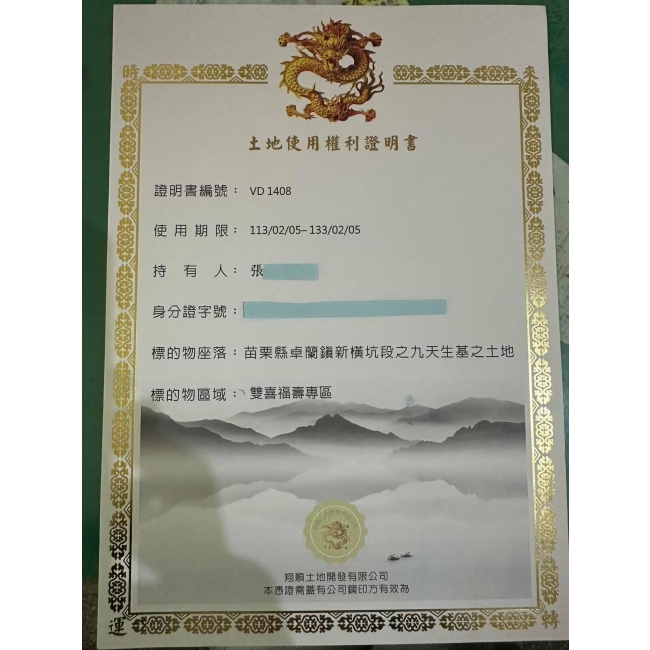 時 來
土地使用權利證明書
證明書編號： VD 1408
使用期限： 113/02/05–133/02/05
持有人： 張
身分證字號：
標的物座落： 苗栗縣卓蘭鎮新橫坑段之九天生基之土地
標的物區域： 雙喜福壽專區
翔順土地開發有限公司
本憑證需蓋有公司鋼印方有效為
運 轉